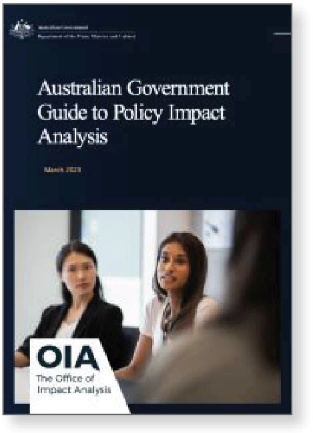 Australian Government
Department of the Prime Minister and Cabinet
Australian Government
Guide to Policy Impact
Analysis
March 2023
OIA
The Office of
Impact Analysis